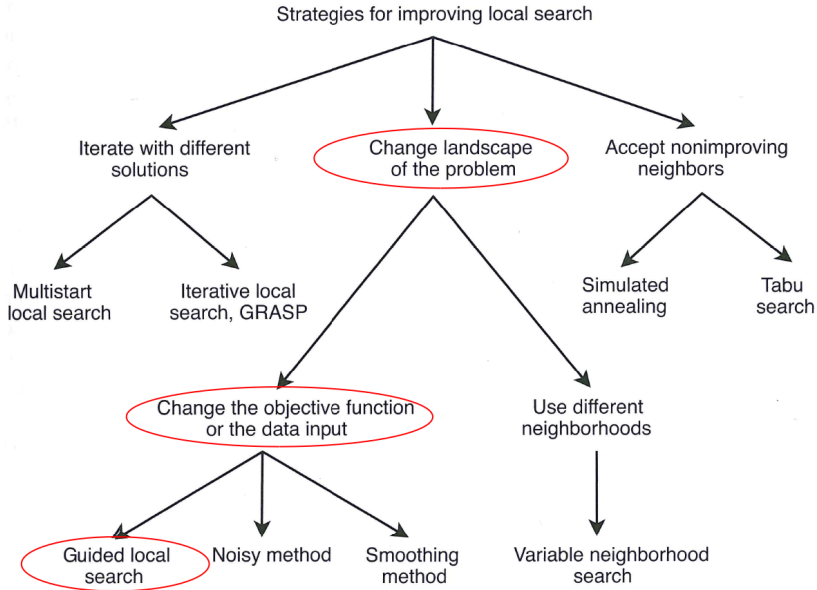 Strategies for improving local search
Iterate with different
solutions
Change landscape
of the problem
Accept nonimproving
neighbors
Multistart
local search
Iterative local
search, GRASP
Simulated
annealing
Tabu
search
Change the objective function
or the data input
Use different
neighborhoods
Guided local
search
Noisy method
Smoothing
method
Variable neighborhood
search